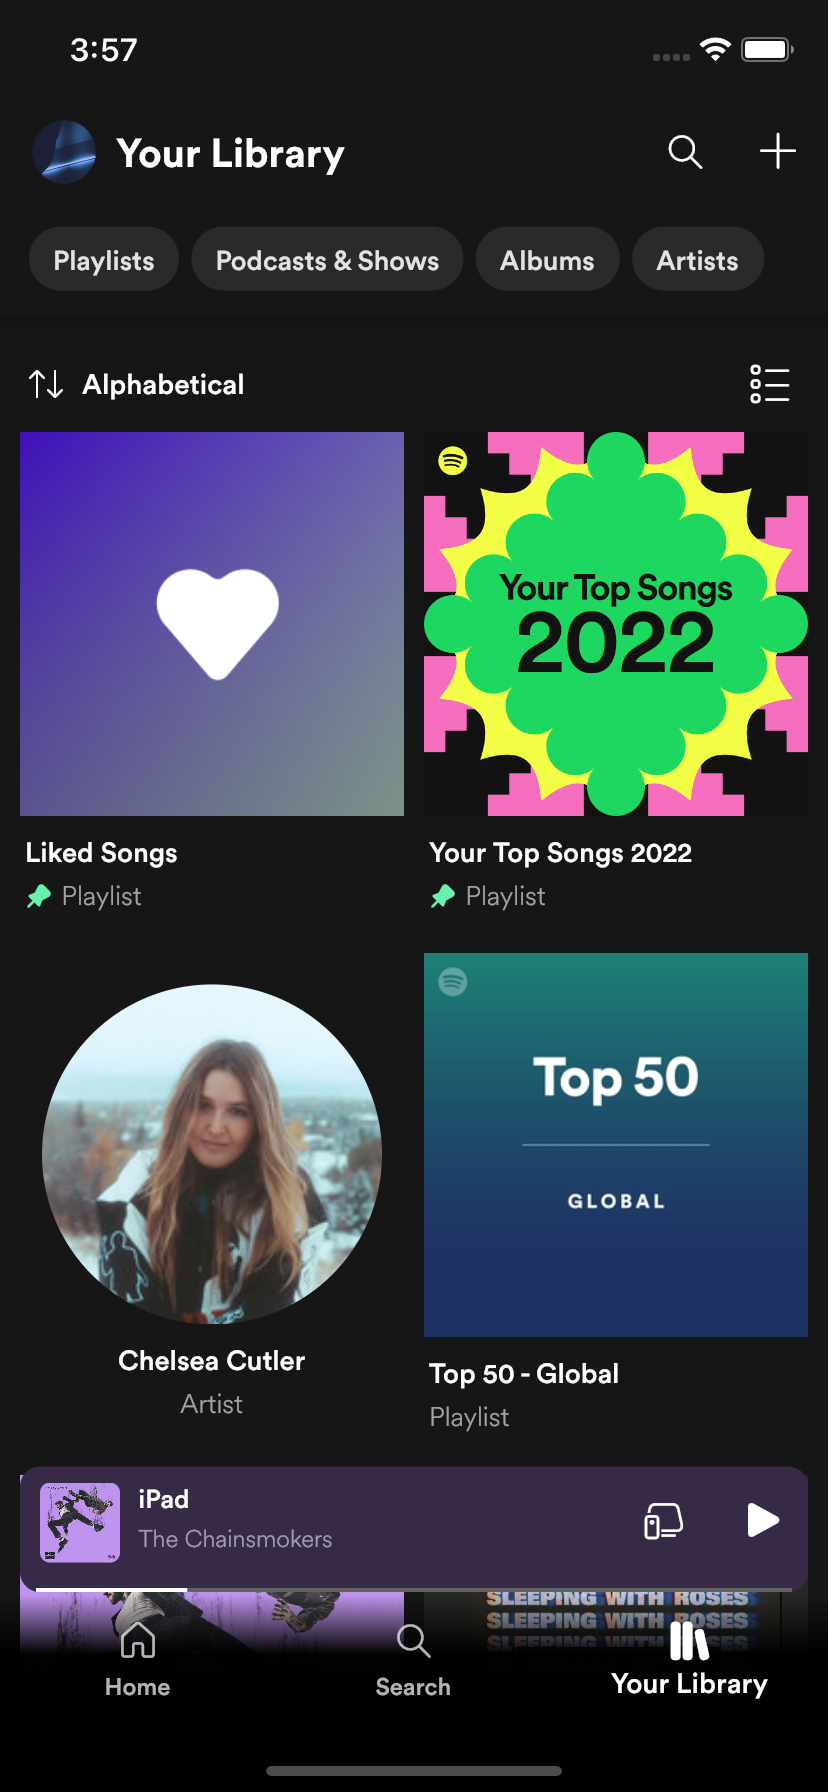 3:57
Your Library
Playlists
Podcasts & Shows
Albums
Artists
Alphabetical
Your Top Songs
2022
Liked Songs
Playlist
Your Top Songs 2022
Playlist
Top 50
GLOBAL
Chelsea Cutler
Artist
Top 50 - Global
Playlist
iPad
The Chainsmokers
SLEEPING WITH ROSES
SLEEPING WITH ROSES
SLEEPING WITH ROSES
Home
Search
Your Library